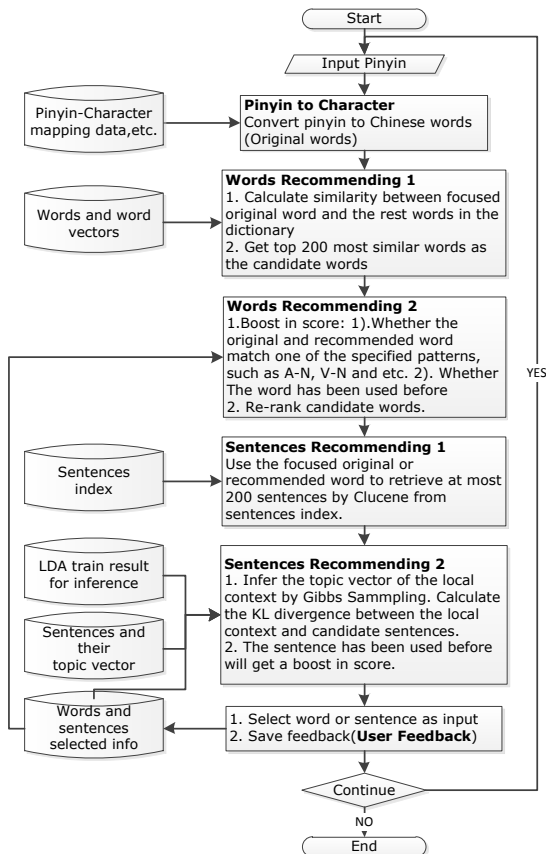 Start
Input Pinyin
Pinyin-Character
mapping data,etc.
Pinyin to Character
Convert pinyin to Chinese words
(Original words)
Words and word
vectors
Words Recommending 1
1. Calculate similarity between focused
original word and the rest words in the
dictionary
2. Get top 200 most similar words as
the candidate words
Words Recommending 2
1.Boost in score: 1).Whether the
original and recommended word
match one of the specified patterns,
such as A-N, V-N and etc. 2). Whether
The word has been used before
2. Re-rank candidate words.
YES
Sentences
index
Sentences Recommending 1
Use the focused original or
recommended word to retrieve at most
200 sentences by Clucene from
sentences index.
LDA train result
for inference
Sentences and
their
topic vector
Sentences Recommending 2
1. Infer the topic vector of the local
context by Gibbs Sammpling. Calculate
the KL divergence between the local
context and candidate sentences.
2. The sentence has been used before
will get a boost in score.
Words and
sentences
selected info
1. Select word or sentence as input
2. Save feedback(User Feedback)
Continue
NO
End